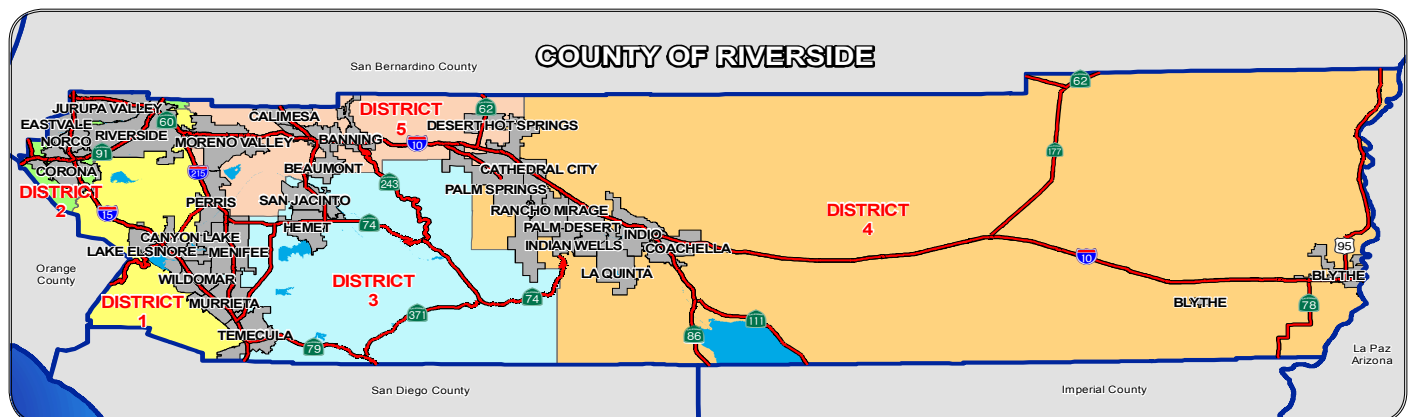 COUNTY OF RIVERSIDE
San Bernardino County
62
JURUPA VALLEY
DISTRICT
5
62
CALIMESA
EASTVALE
60
DESERT HOT SPRINGS
NORCO
RIVERSIDE
MORENO VALLEY
BANNING
10
91
177
CORONA
215
BEAUMONT
CATHEDRAL CITY
243
PALM SPRINGS
DISTRICT
2
15
PERRIS
SAN JACINTO
RANCHO MIRAGE
DISTRICT
4
HEMET
74
PALM DESERT
INDIO
CANYON LAKE
INDIAN WELLS
COACHELLA
95
LAKE ELSINORE
MENIFEE
10
Orange
County
WILDOMAR
DISTRICT
3
LA QUINTA
BLYTHE
DISTRICT
1
MURRIETA
74
BLYTHE
78
371
111
TEMECULA
79
86
La Paz
Arizona
San Diego County
Imperial County